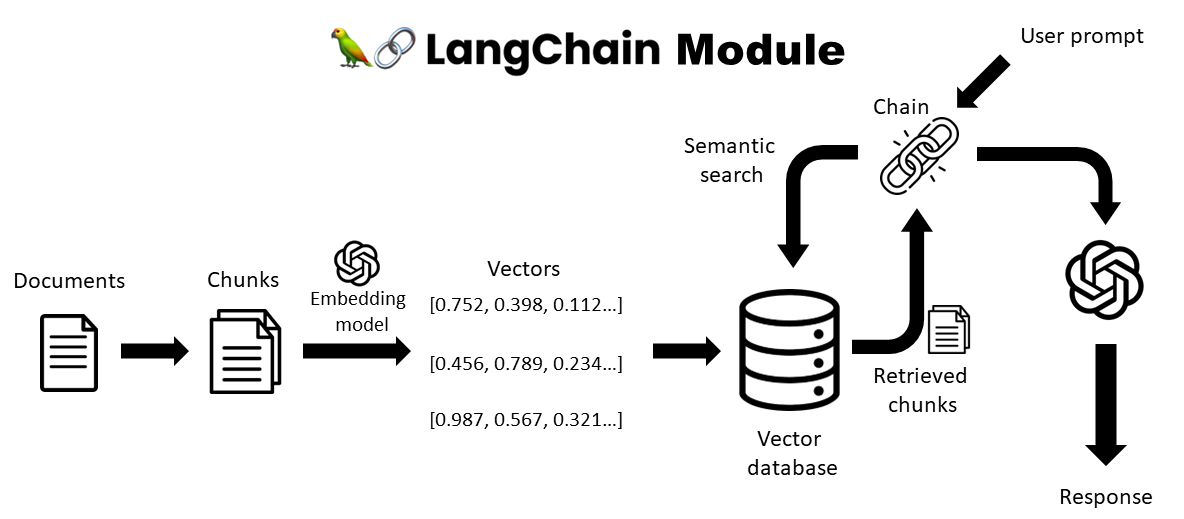 LangChain Module
User prompt
Chain
Semantic
search
Documents
Chunks
Embedding
model
Vectors
[0.752, 0.398, 0.112...]
[0.456, 0.789, 0.234...]
[0.987, 0.567, 0.321...]
Vector
database
Retrieved
chunks
Response